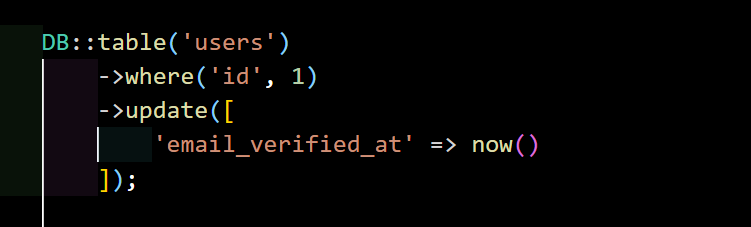 DB::table('users')
->where('id', 1)
->update([
'email_verified_at' => now()
]);